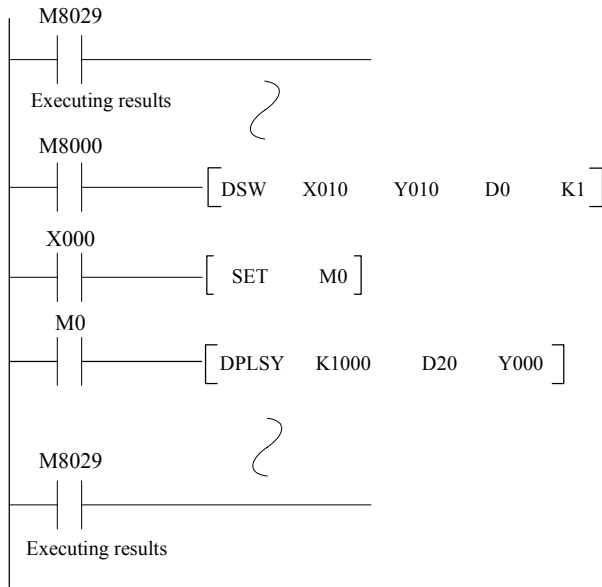 M8029
Executing results
M8000
DSW X010 Y010 D0 K1
X000
SET M0
M0
DPLSY K1000 D20 Y000
M8029
Executing results